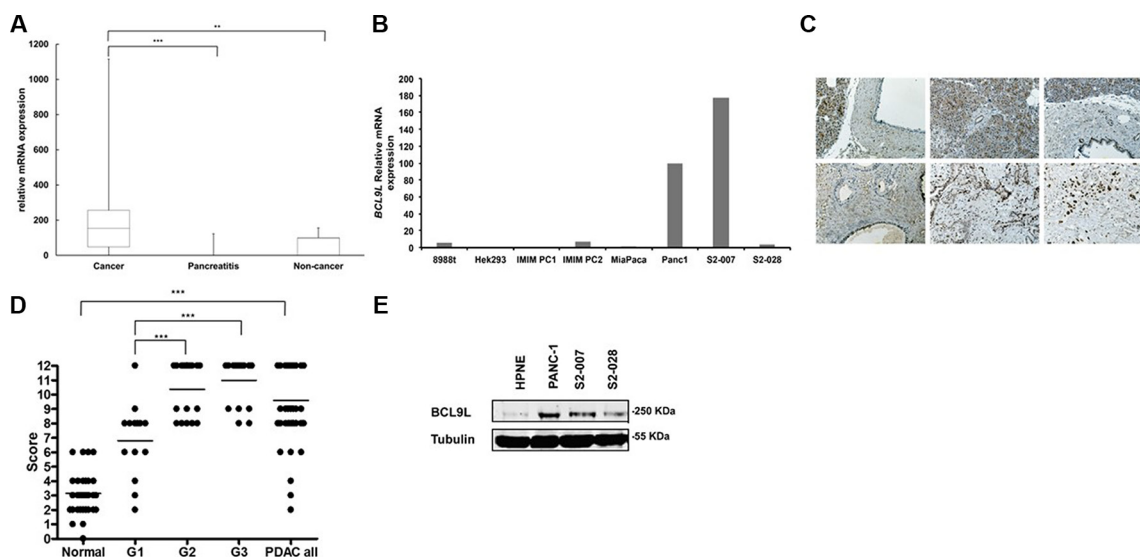 A
**
***
1200
1000
800
600
400
200
0
relative mRNA expression
Cancer Pancreatitis Non-cancer
B
200
180
160
140
120
100
80
60
40
20
0
BCL9L Relative mRNA
expression
8988t Hek293 IMIM PC1 IMIM PC2 MiaPaca Panc1 S2-007 S2-028
C
D
***
***
***
12
11
10
9
8
7
6
5
4
3
2
1
0
Score
Normal G1 G2 G3 PDAC all
E
HPNE
PANC-1
S2-007
S2-028
BCL9L -250 KDa
Tubulin -55 KDa